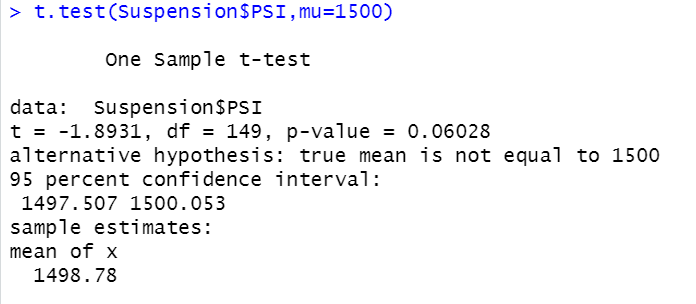 > t.test(Suspension$PSI,mu=1500)
One Sample t-test
data:  Suspension$PSI
t = -1.8931, df = 149, p-value = 0.06028
alternative hypothesis: true mean is not equal to 1500
95 percent confidence interval:
1497.507 1500.053
sample estimates:
mean of x
1498.78